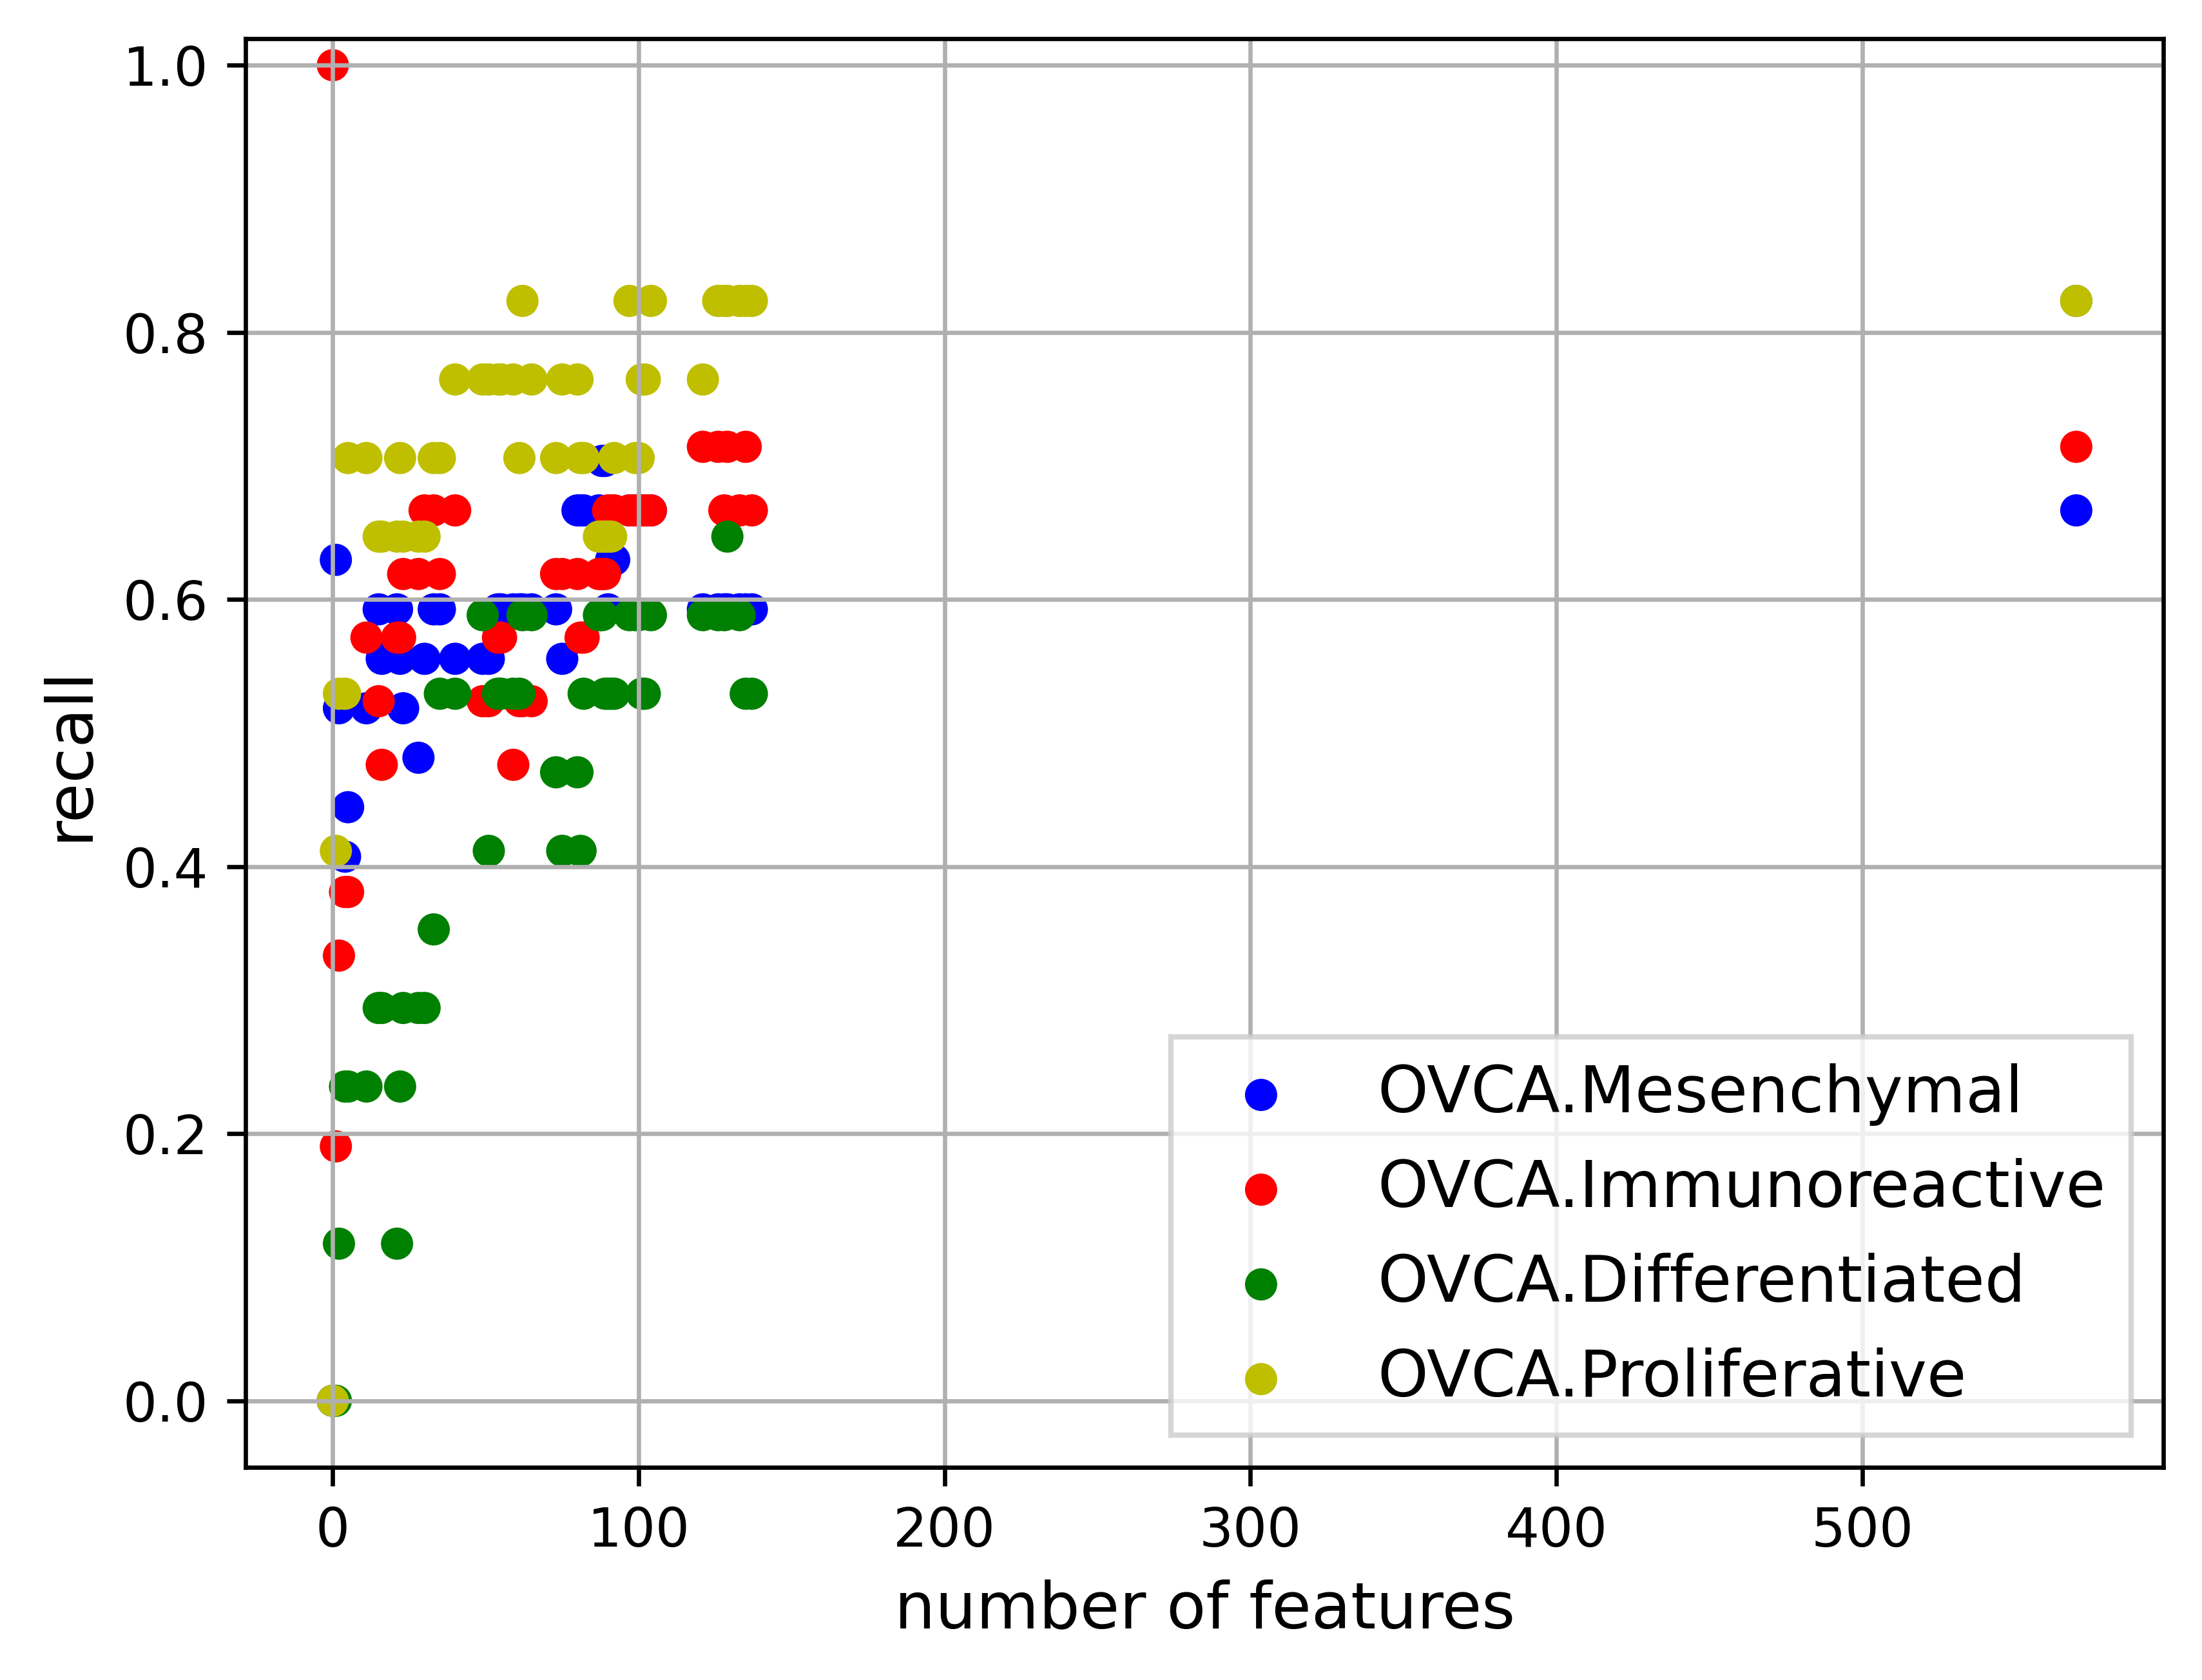 1.0
0.8
0.6
0.4
0.2
0.0
recall
OVCA.Mesenchymal
OVCA.Immunoreactive
OVCA.Differentiated
OVCA.Proliferative
0 100 200 300 400 500
number of features